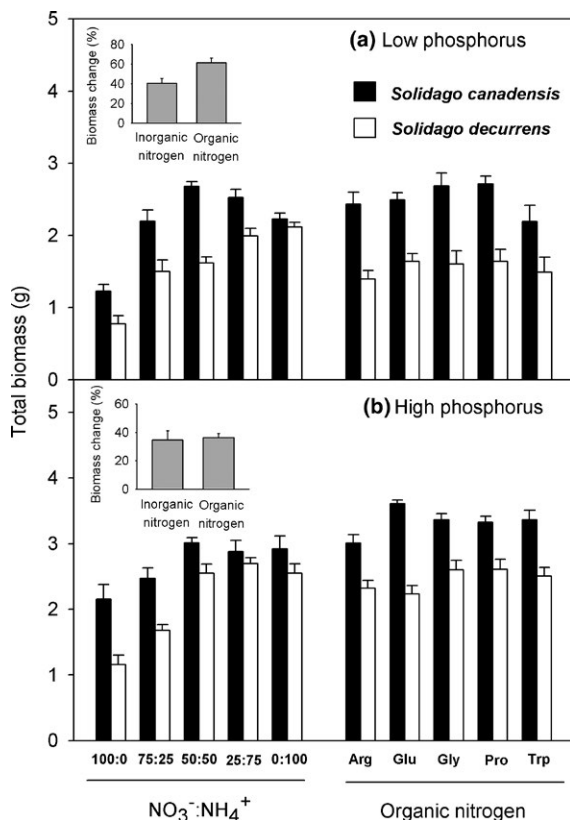 5
4
3
2
1
0
Total biomass (g)
(a) Low phosphorus
Solidago canadensis
Solidago decurrens
Biomass change (%)
80
60
40
20
0
Inorganic nitrogen
Organic nitrogen
(b) High phosphorus
4
3
2
1
0
Biomass change (%)
60
40
20
0
Inorganic nitrogen
Organic nitrogen
100:0 75:25 50:50 25:75 0:100 Arg Glu Gly Pro Trp
NO₃⁻:NH₄⁺ Organic nitrogen